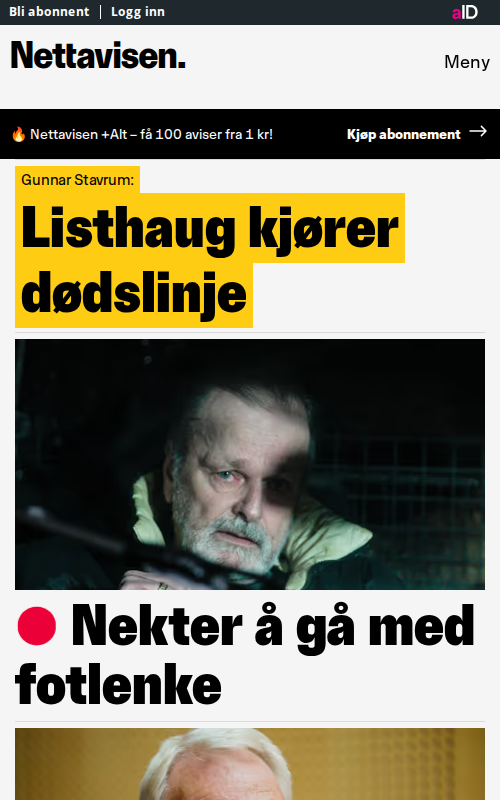 Bli abonnent | Logg inn
aID
Nettavisen.
Meny
🔥 Nettavisen +Alt – få 100 aviser fra 1 kr!
Kjøp abonnement →
Gunnar Stavrum:
Listhaug kjører
dødslinje
Nekter å gå med
fotlenke